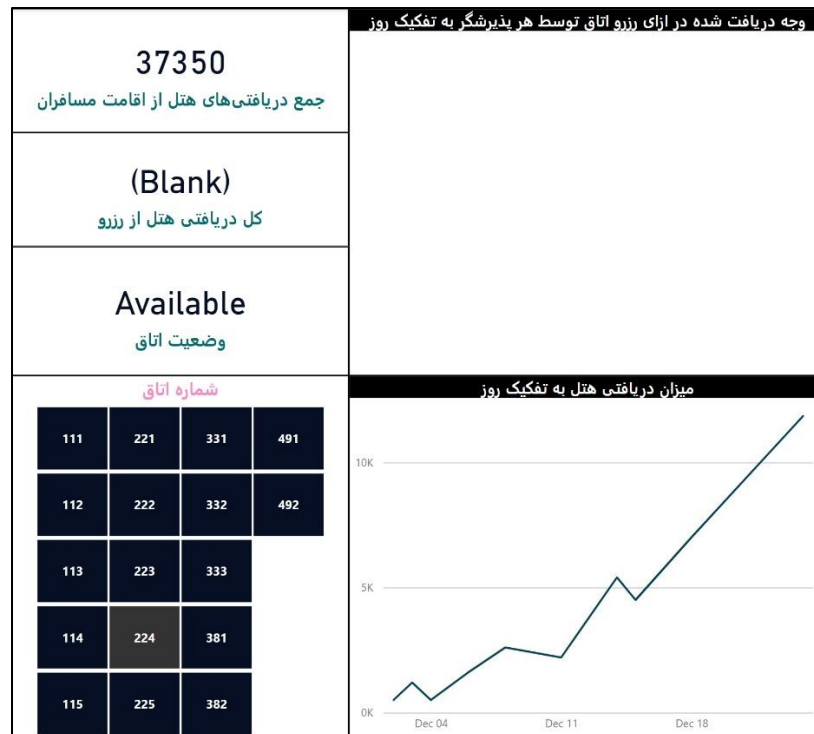 37350
جمع دریافتی‌های هتل از اقامت مسافران
(Blank)
کل دریافتی هتل از رزرو
Available
وضعیت اتاق
وجه دریافت شده در ازای رزرو اتاق توسط هر پذیرشگر به تفکیک روز
شماره اتاق
111 221 331 491
112 222 332 492
113 223 333
114 224 381
115 225 382
میزان دریافتی هتل به تفکیک روز
10K
5K
0K
Dec 04 Dec 11 Dec 18